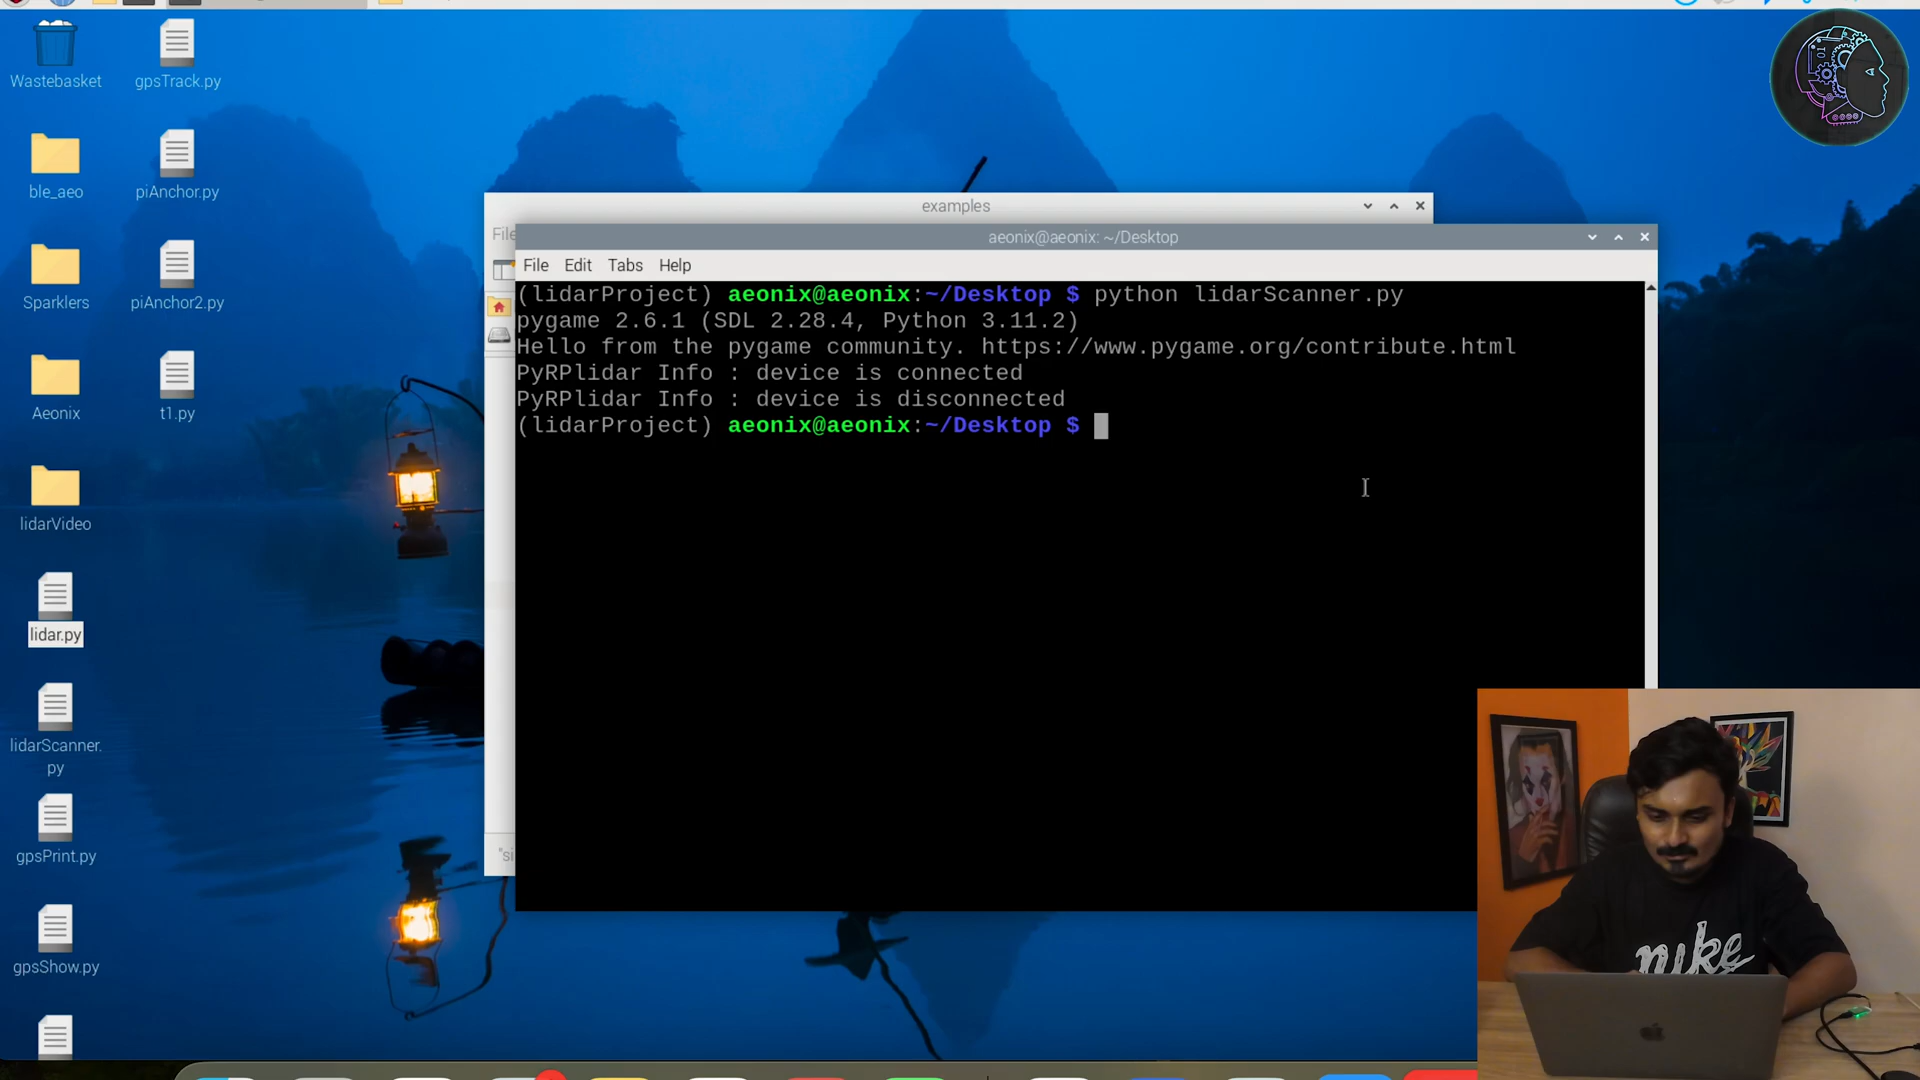 Wastebasket
gpsTrack.py
ble_aeo
piAnchor.py
Sparklers
piAnchor2.py
Aeonix
t1.py
lidarVideo
lidar.py
lidarScanner.
py
gpsPrint.py
gpsShow.py
examples
File
"si
aeonix@aeonix: ~/Desktop
File Edit Tabs Help
(lidarProject) aeonix@aeonix:~/Desktop $ python lidarScanner.py
pygame 2.6.1 (SDL 2.28.4, Python 3.11.2)
Hello from the pygame community. https://www.pygame.org/contribute.html
PyRPlidar Info : device is connected
PyRPlidar Info : device is disconnected
(lidarProject) aeonix@aeonix:~/Desktop $
nuke